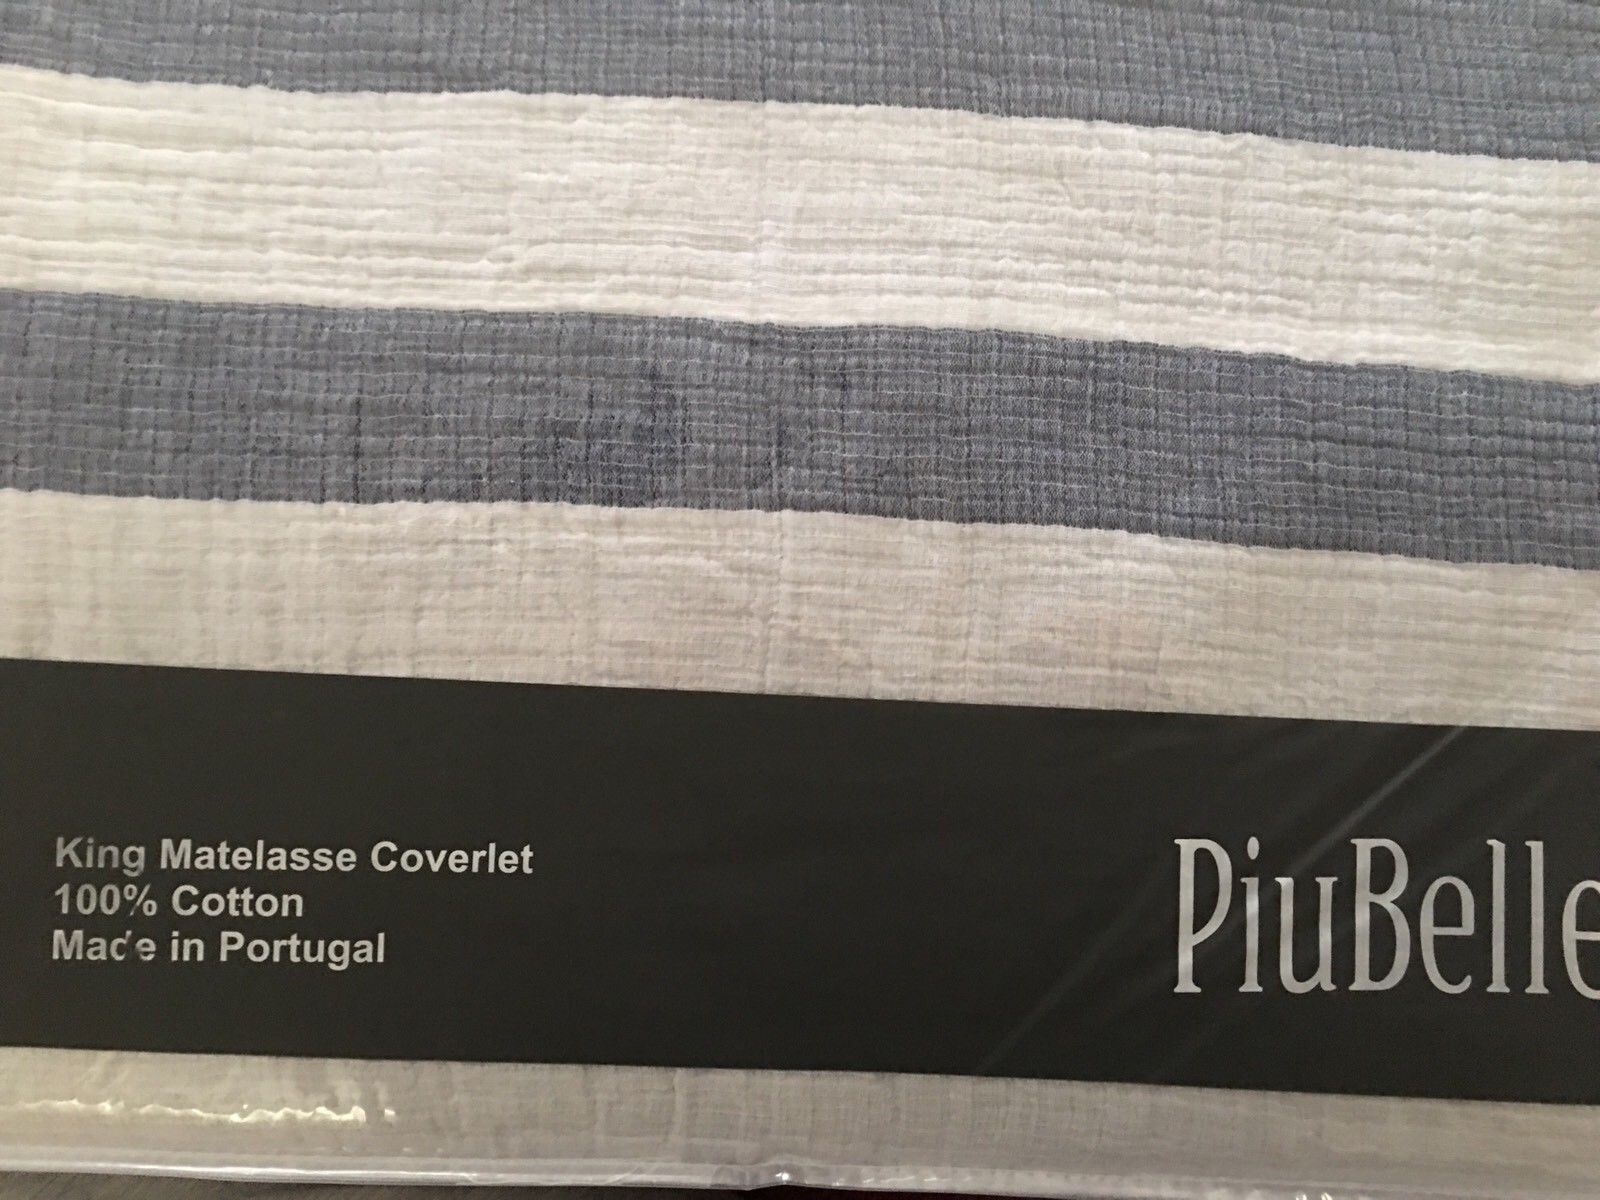 King Matelasse Coverlet
100% Cotton
Made in Portugal
PiuBelle